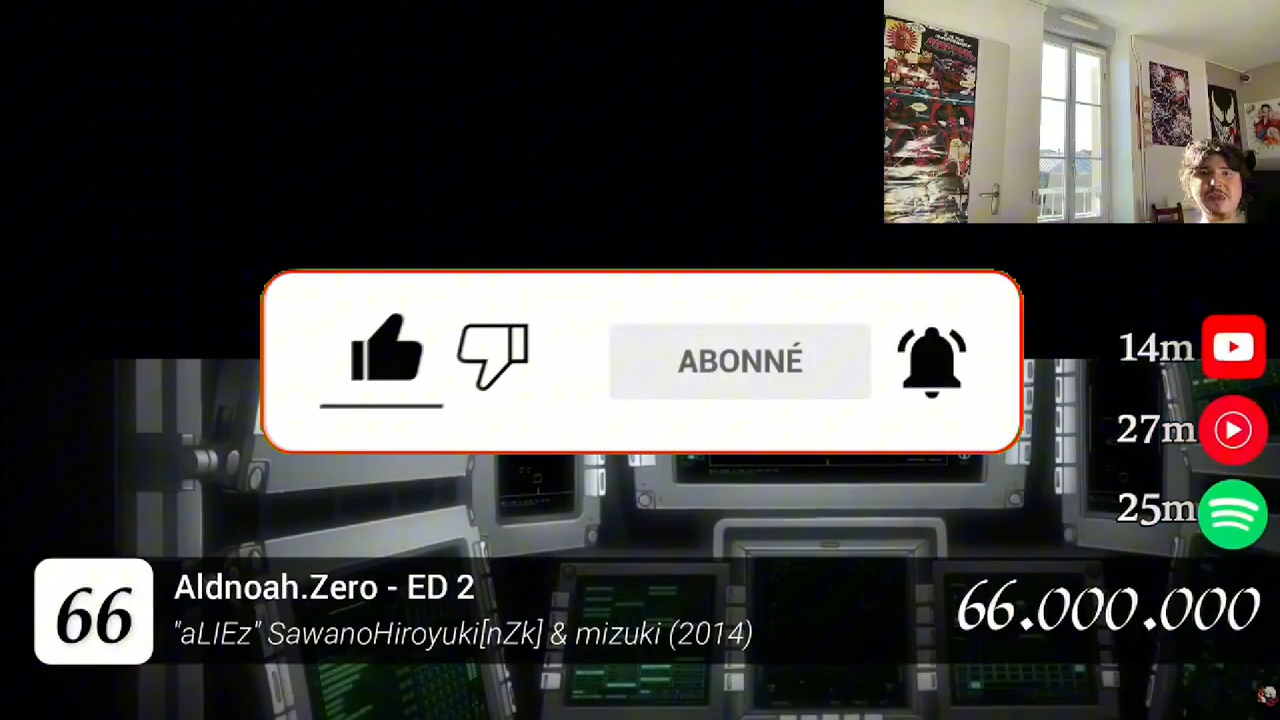 ABONNÉ
14m
27m
25m
66
Aldnoah.Zero - ED 2
"aLIEz" SawanoHiroyuki[nZk] & mizuki (2014)
66.000.000